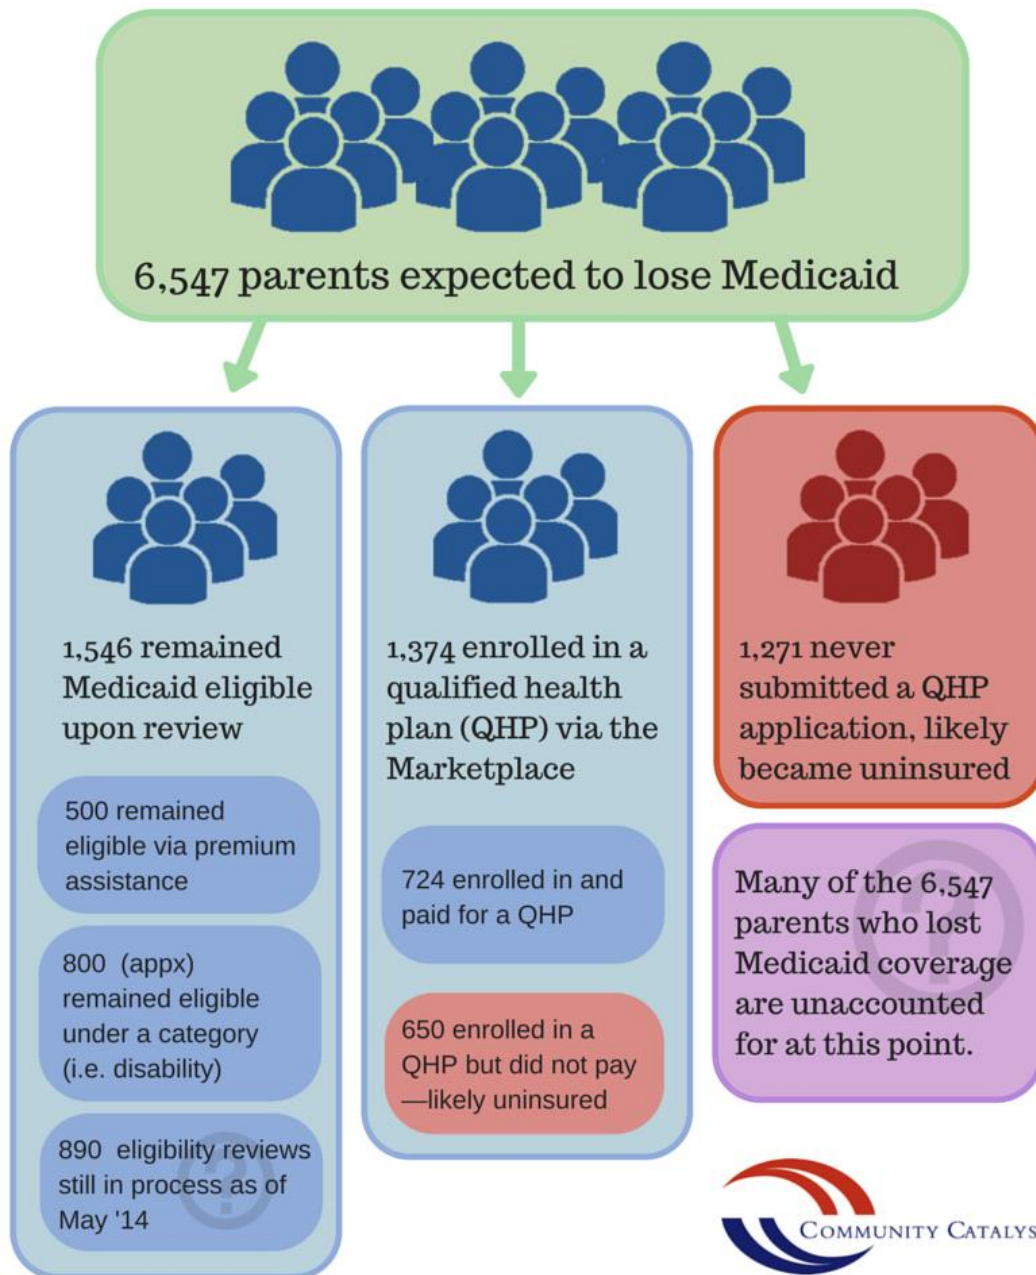 6,547 parents expected to lose Medicaid
1,546 remained
Medicaid eligible
upon review
500 remained
eligible via premium
assistance
800 (appx)
remained eligible
under a category
(i.e. disability)
890 eligibility reviews
still in process as of
May '14
1,374 enrolled in a
qualified health
plan (QHP) via the
Marketplace
724 enrolled in and
paid for a QHP
650 enrolled in a
QHP but did not pay
—likely uninsured
1,271 never
submitted a QHP
application, likely
became uninsured
Many of the 6,547
parents who lost
Medicaid coverage
are unaccounted
for at this point.
COMMUNITY CATALYS